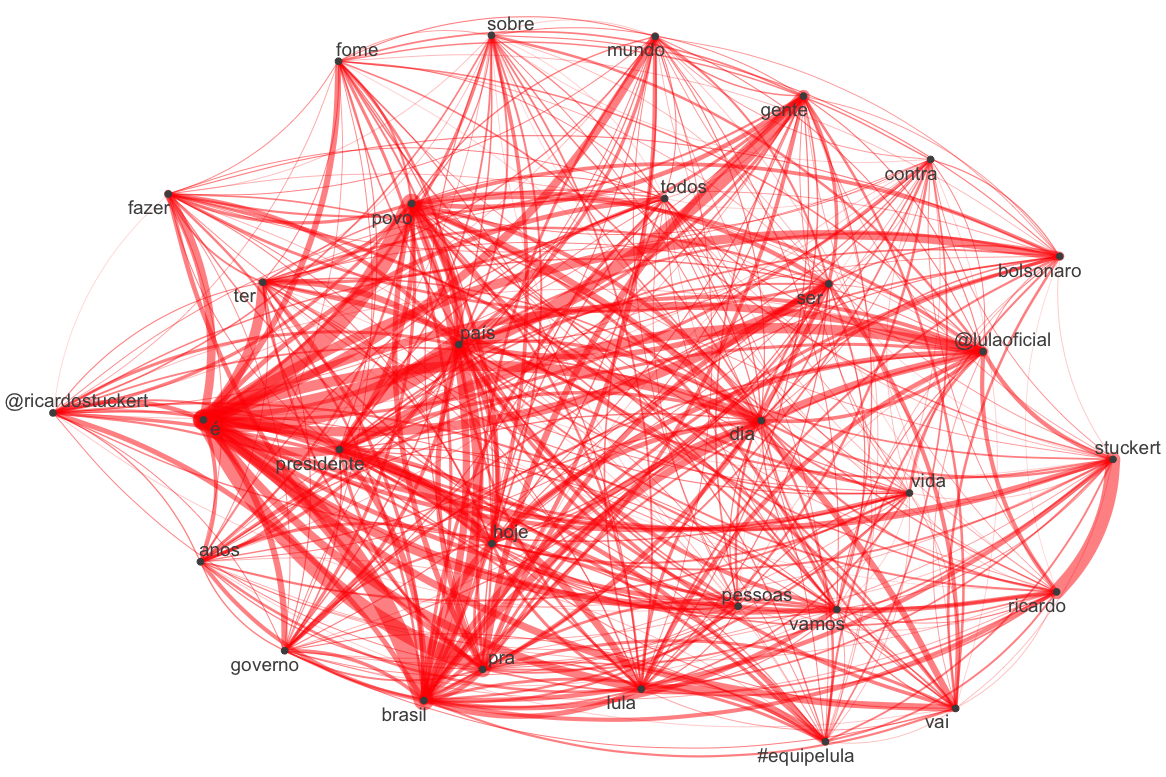 sobre
fome
mundo
gente
contra
todos
fazer
povo
bolsonaro
ter
ser
país
@lulaoficial
@ricardostuckert
é
dia
presidente
stuckert
vida
hoje
anos
pessoas
ricardo
vamos
governo
pra
lula
brasil
vai
#equipelula